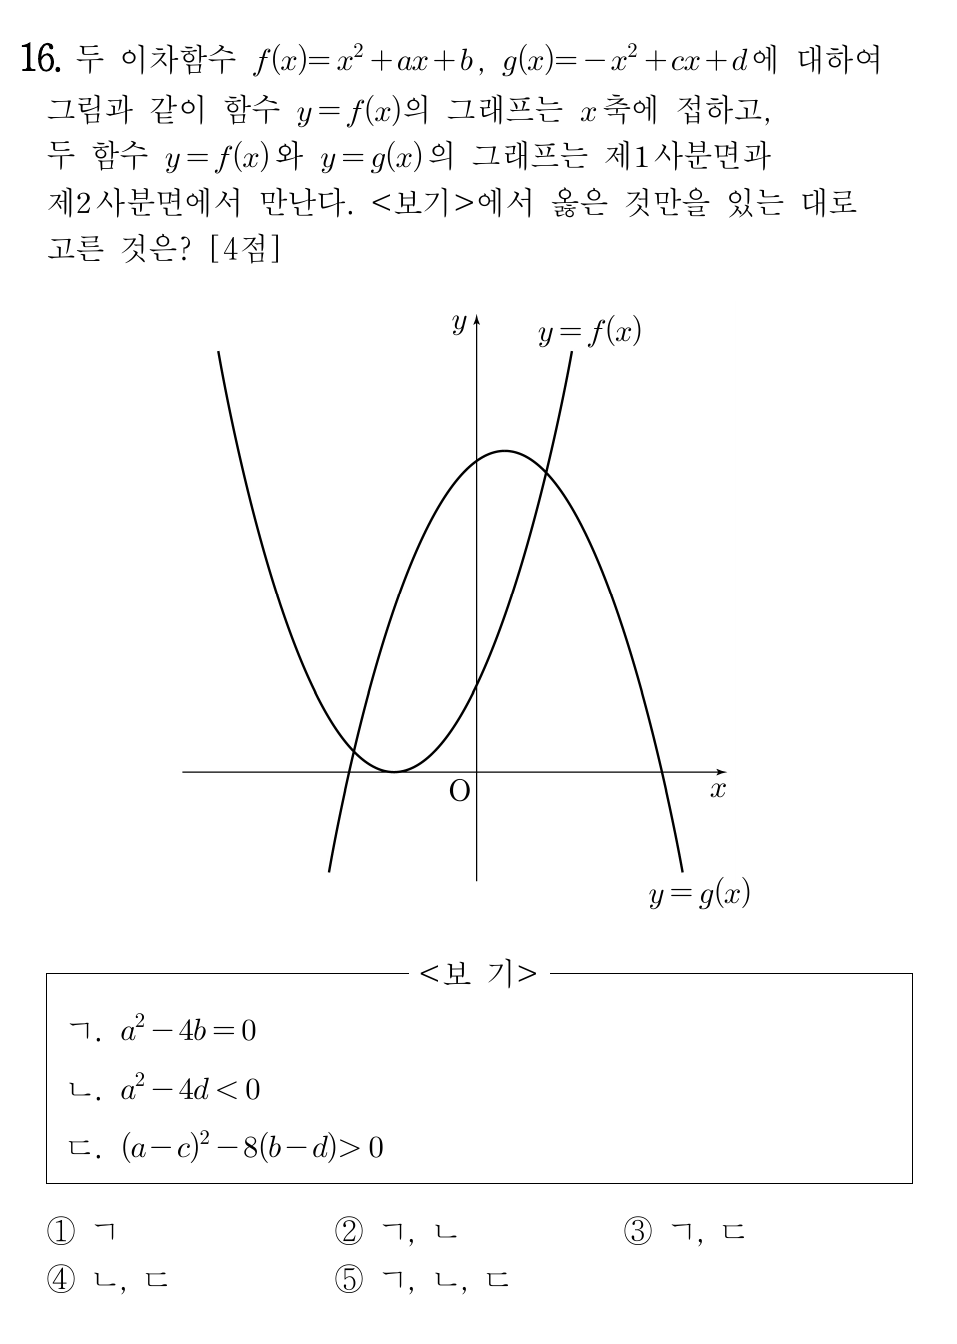 16. 두 이차함수 f(x)=x²+ax+b, g(x)=−x²+cx+d에 대하여
그림과 같이 함수 y=f(x)의 그래프는 x축에 접하고,
두 함수 y=f(x)와 y=g(x)의 그래프는 제1사분면과
제2사분면에서 만난다. <보기>에서 옳은 것만을 있는 대로
고른 것은? [4점]
y
y=f(x)
O
x
y=g(x)
<보 기>
ㄱ. a²−4b=0
ㄴ. a²−4d<0
ㄷ. (a−c)²−8(b−d)>0
① ㄱ ② ㄱ, ㄴ ③ ㄱ, ㄷ
④ ㄴ, ㄷ ⑤ ㄱ, ㄴ, ㄷ